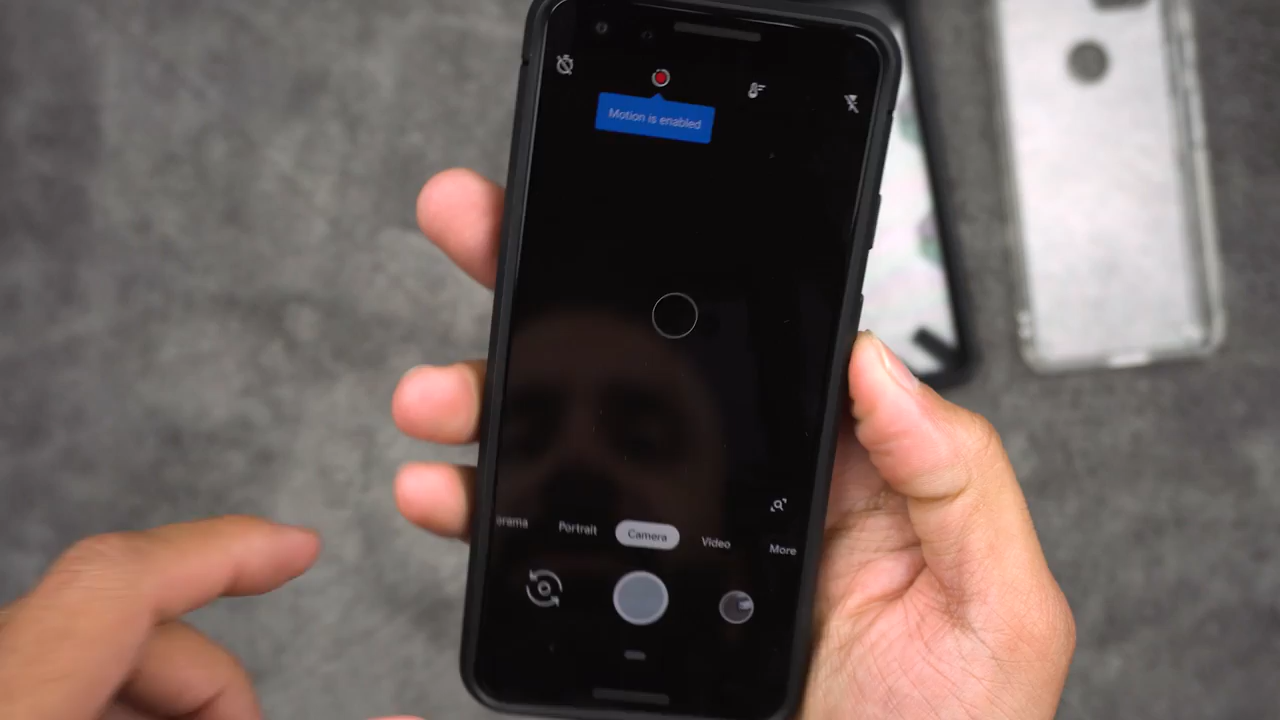 Motion is enabled
orama
Portrait
Camera
Video
More